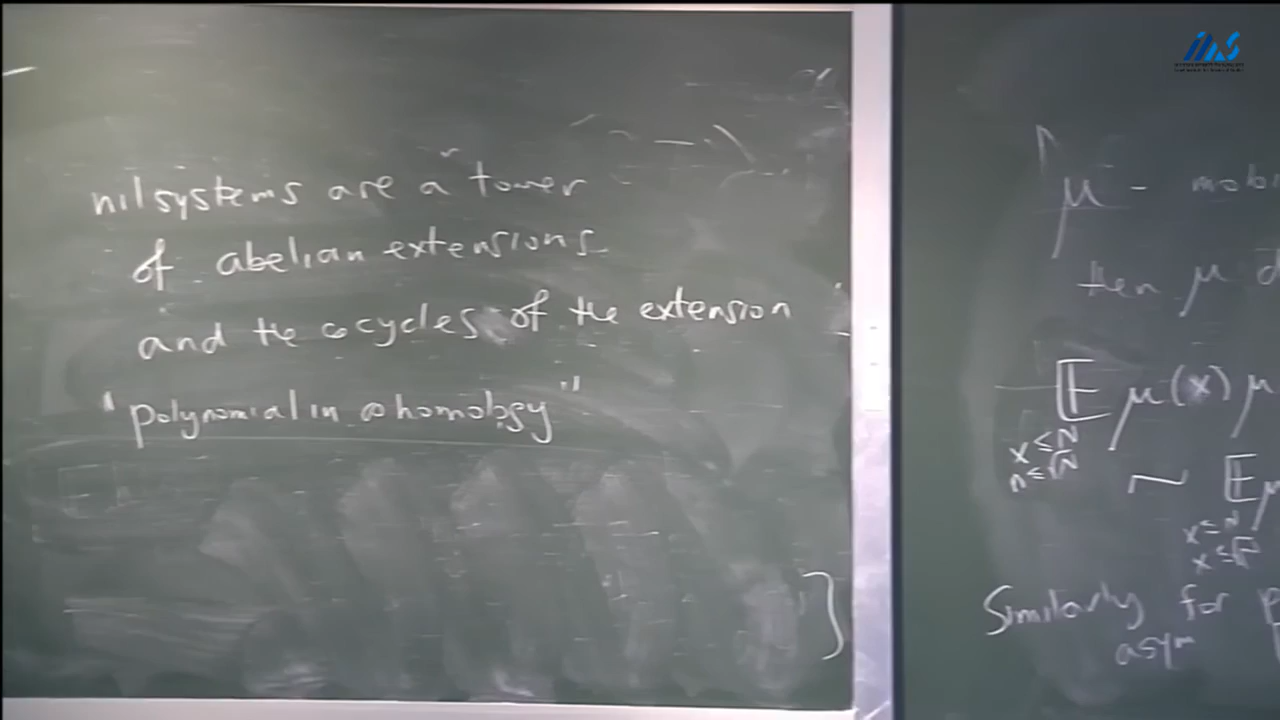 nilsystems are a tower
of abelian extensions
and the cocycles of the extension
"polynomial in cohomology"
μ -
then μ
𝔼 μ(x) μ
x ≤ N
n ≤ √N
~ 𝔼 μ
x ≤ N
x ≤ √N
Similarly for
asym